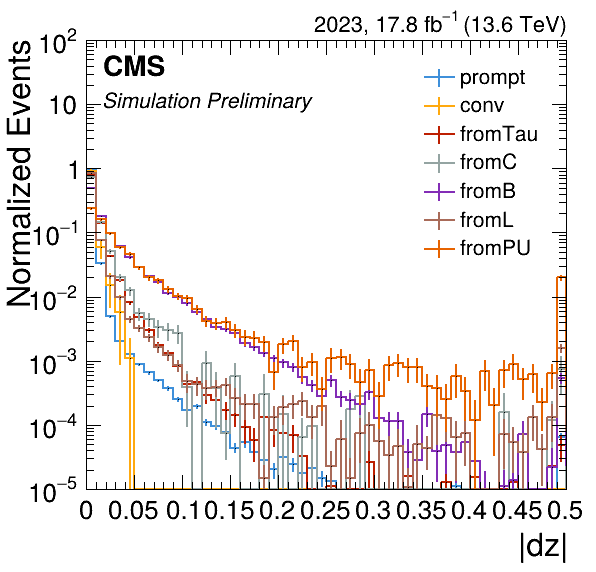 2023, 17.8 fb⁻¹ (13.6 TeV)
CMS
Simulation Preliminary
Normalized Events
10²
10
1
10⁻¹
10⁻²
10⁻³
10⁻⁴
10⁻⁵
prompt
conv
fromTau
fromC
fromB
fromL
fromPU
0 0.05 0.1 0.15 0.2 0.25 0.3 0.35 0.4 0.45 0.5
|dz|